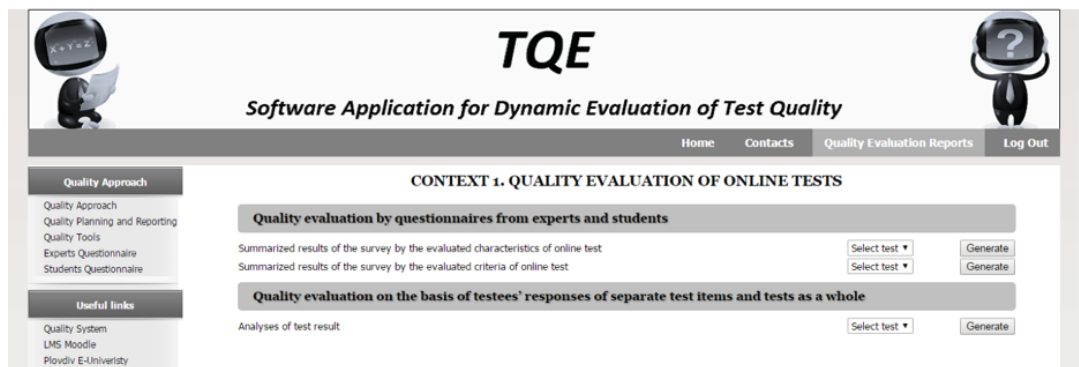 X+Y=Z
?
TQE
Software Application for Dynamic Evaluation of Test Quality
Home Contacts Quality Evaluation Reports Log Out
Quality Approach
Quality Approach
Quality Planning and Reporting
Quality Tools
Experts Questionnaire
Students Questionnaire
Useful links
Quality System
LMS Moodle
Plovdiv E-Univeristy
CONTEXT 1. QUALITY EVALUATION OF ONLINE TESTS
Quality evaluation by questionnaires from experts and students
Summarized results of the survey by the evaluated characteristics of online test Select test ▼ Generate
Summarized results of the survey by the evaluated criteria of online test Select test ▼ Generate
Quality evaluation on the basis of testees' responses of separate test items and tests as a whole
Analyses of test result Select test ▼ Generate